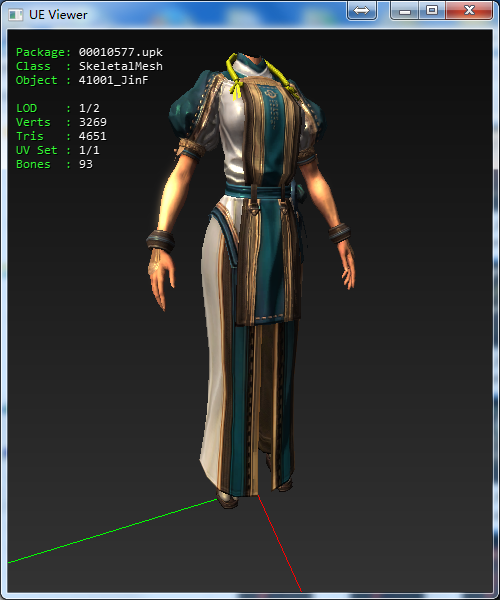 UE Viewer
Package: 00010577.upk
Class : SkeletalMesh
Object : 41001_JinF
LOD : 1/2
Verts : 3269
Tris : 4651
UV Set : 1/1
Bones : 93